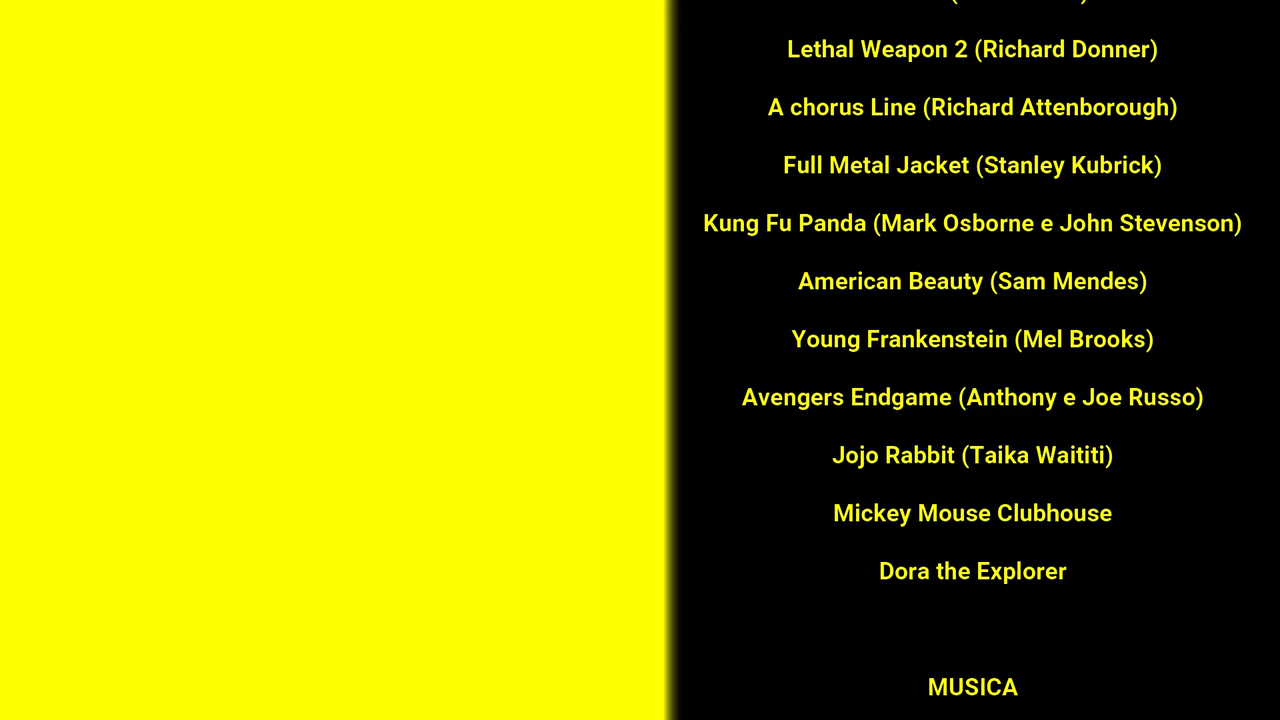 Lethal Weapon 2 (Richard Donner)
A chorus Line (Richard Attenborough)
Full Metal Jacket (Stanley Kubrick)
Kung Fu Panda (Mark Osborne e John Stevenson)
American Beauty (Sam Mendes)
Young Frankenstein (Mel Brooks)
Avengers Endgame (Anthony e Joe Russo)
Jojo Rabbit (Taika Waititi)
Mickey Mouse Clubhouse
Dora the Explorer
MUSICA